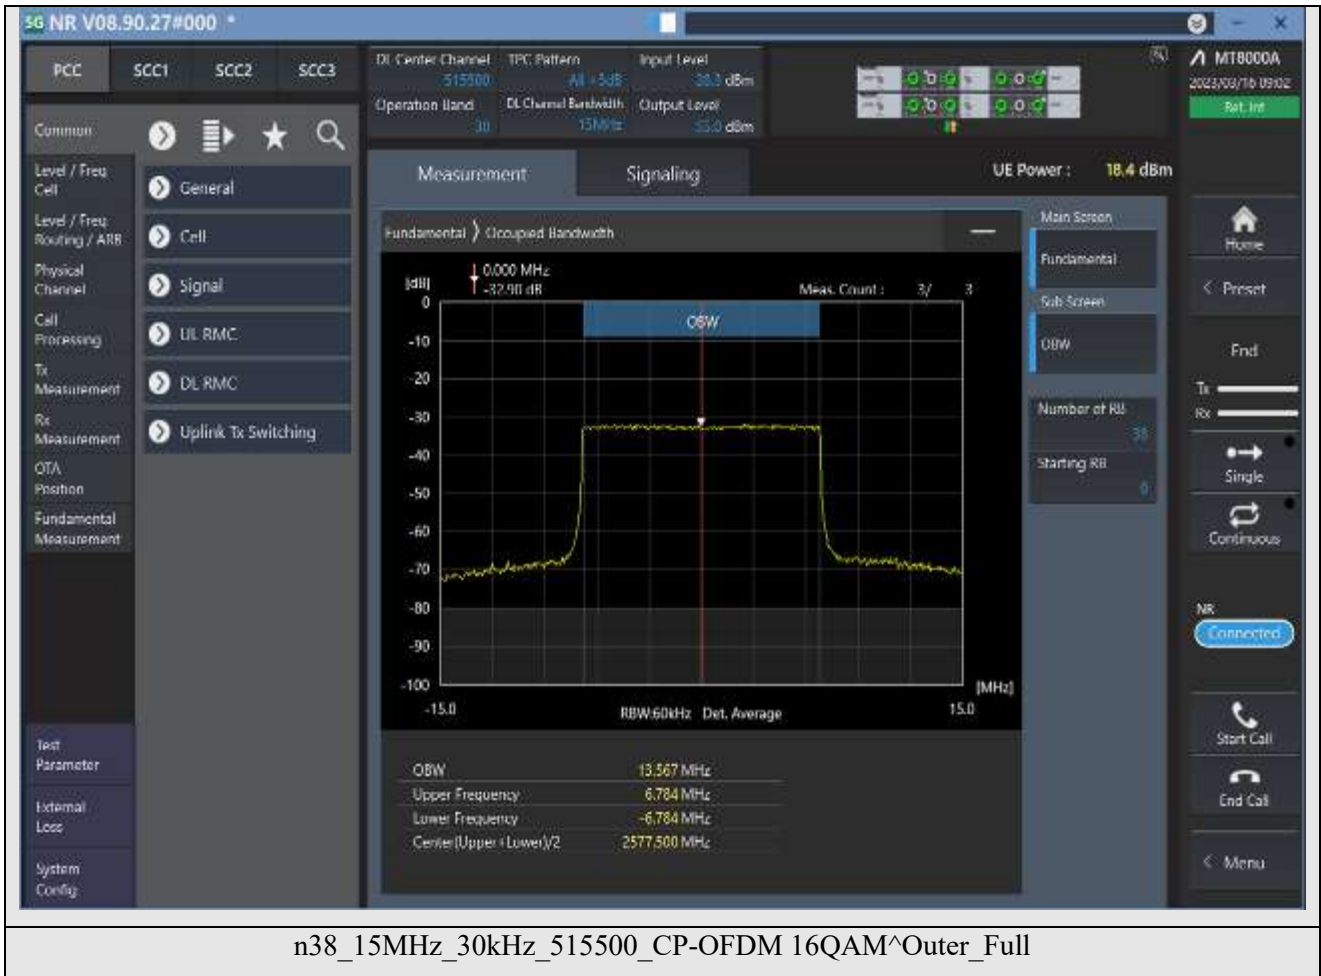 SG NR V08.90.27#000 *
PCC SCC1 SCC2 SCC3
DL Center Channel TPC Pattern Input Level
515500 All +3dB 28.3 dBm
Operation Band DL Channel Bandwidth Output Level
38 15MHz -55.0 dBm
MT8000A
2023/03/16 09:02
Ref. Int
Common
Level / Freq
Cell
Level / Freq
Routing / ARB
Physical
Channel
Call
Processing
Tx
Measurement
Rx
Measurement
OTA
Position
Fundamental
Measurement
Test
Parameter
External
Loss
System
Config
General
Cell
Signal
UL RMC
DL RMC
Uplink Tx Switching
Measurement Signaling UE Power : 18.4 dBm
Fundamental 〉 Occupied Bandwidth
0.000 MHz
[dB] -32.90 dB Meas. Count : 3/ 3
OBW
0
-10
-20
-30
-40
-50
-60
-70
-80
-90
-100
[MHz]
-15.0 RBW:60kHz Det. Average 15.0
OBW 13.567 MHz
Upper Frequency 6.784 MHz
Lower Frequency -6.784 MHz
Center(Upper+Lower)/2 2577.500 MHz
Main Screen
Fundamental
Sub Screen
OBW
Number of RB
38
Starting RB
0
Home
Preset
End
Tx
Rx
Single
Continuous
NR
Connected
Start Call
End Call
Menu
n38_15MHz_30kHz_515500_CP-OFDM 16QAM^Outer_Full